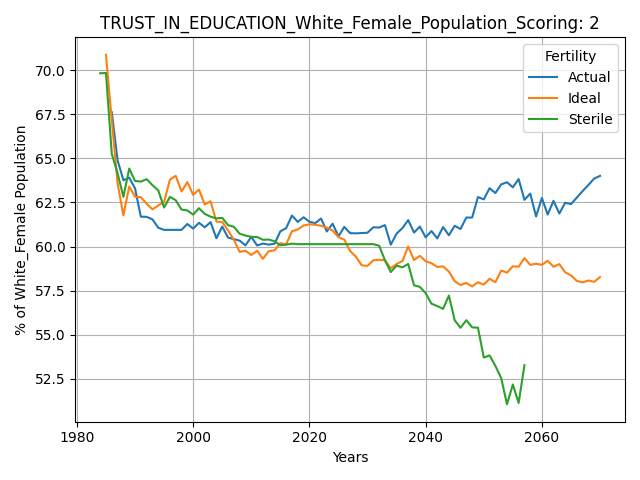 TRUST_IN_EDUCATION_White_Female_Population_Scoring: 2
% of White_Female Population
70.0
67.5
65.0
62.5
60.0
57.5
55.0
52.5
Fertility
Actual
Ideal
Sterile
1980
2000
2020
2040
2060
Years